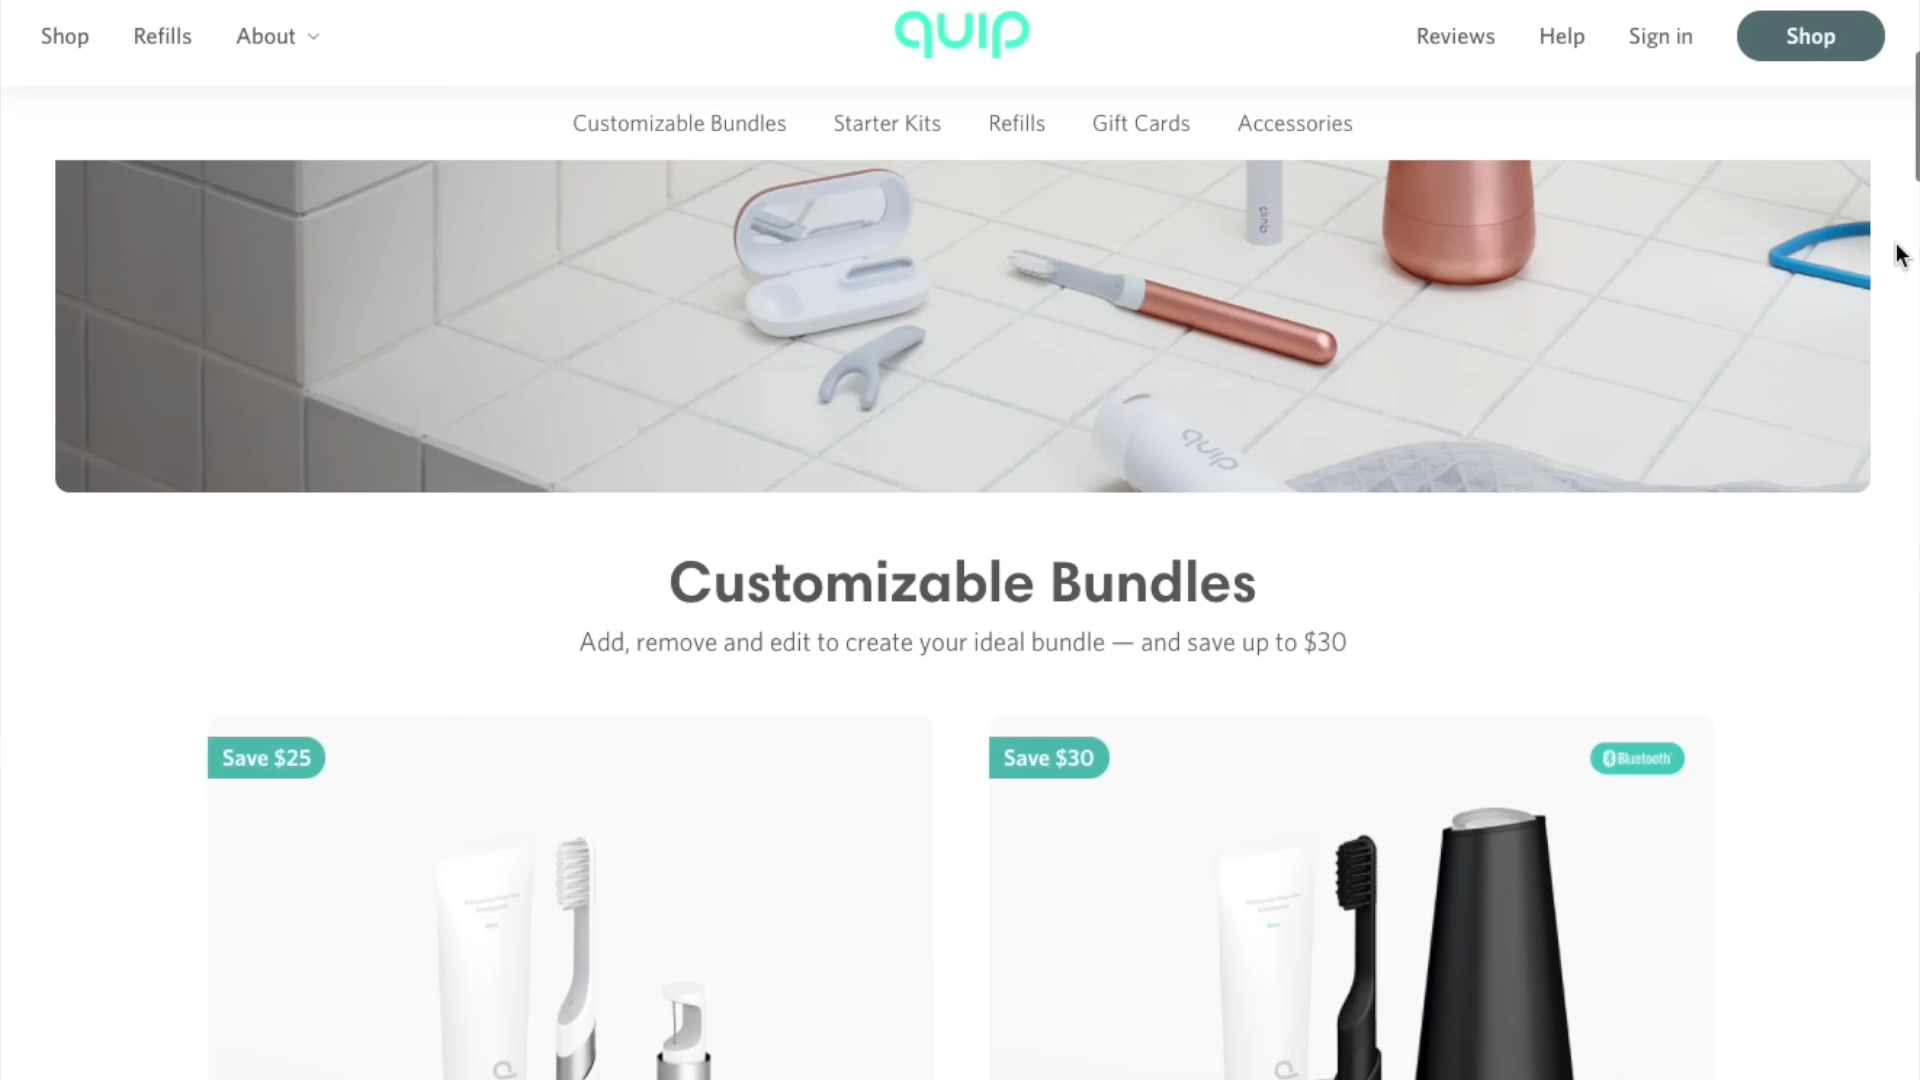 Shop Refills About quip Reviews Help Sign in Shop
Customizable Bundles Starter Kits Refills Gift Cards Accessories
quip
quip
Customizable Bundles
Add, remove and edit to create your ideal bundle — and save up to $30
Save $25
Save $30
Bluetooth